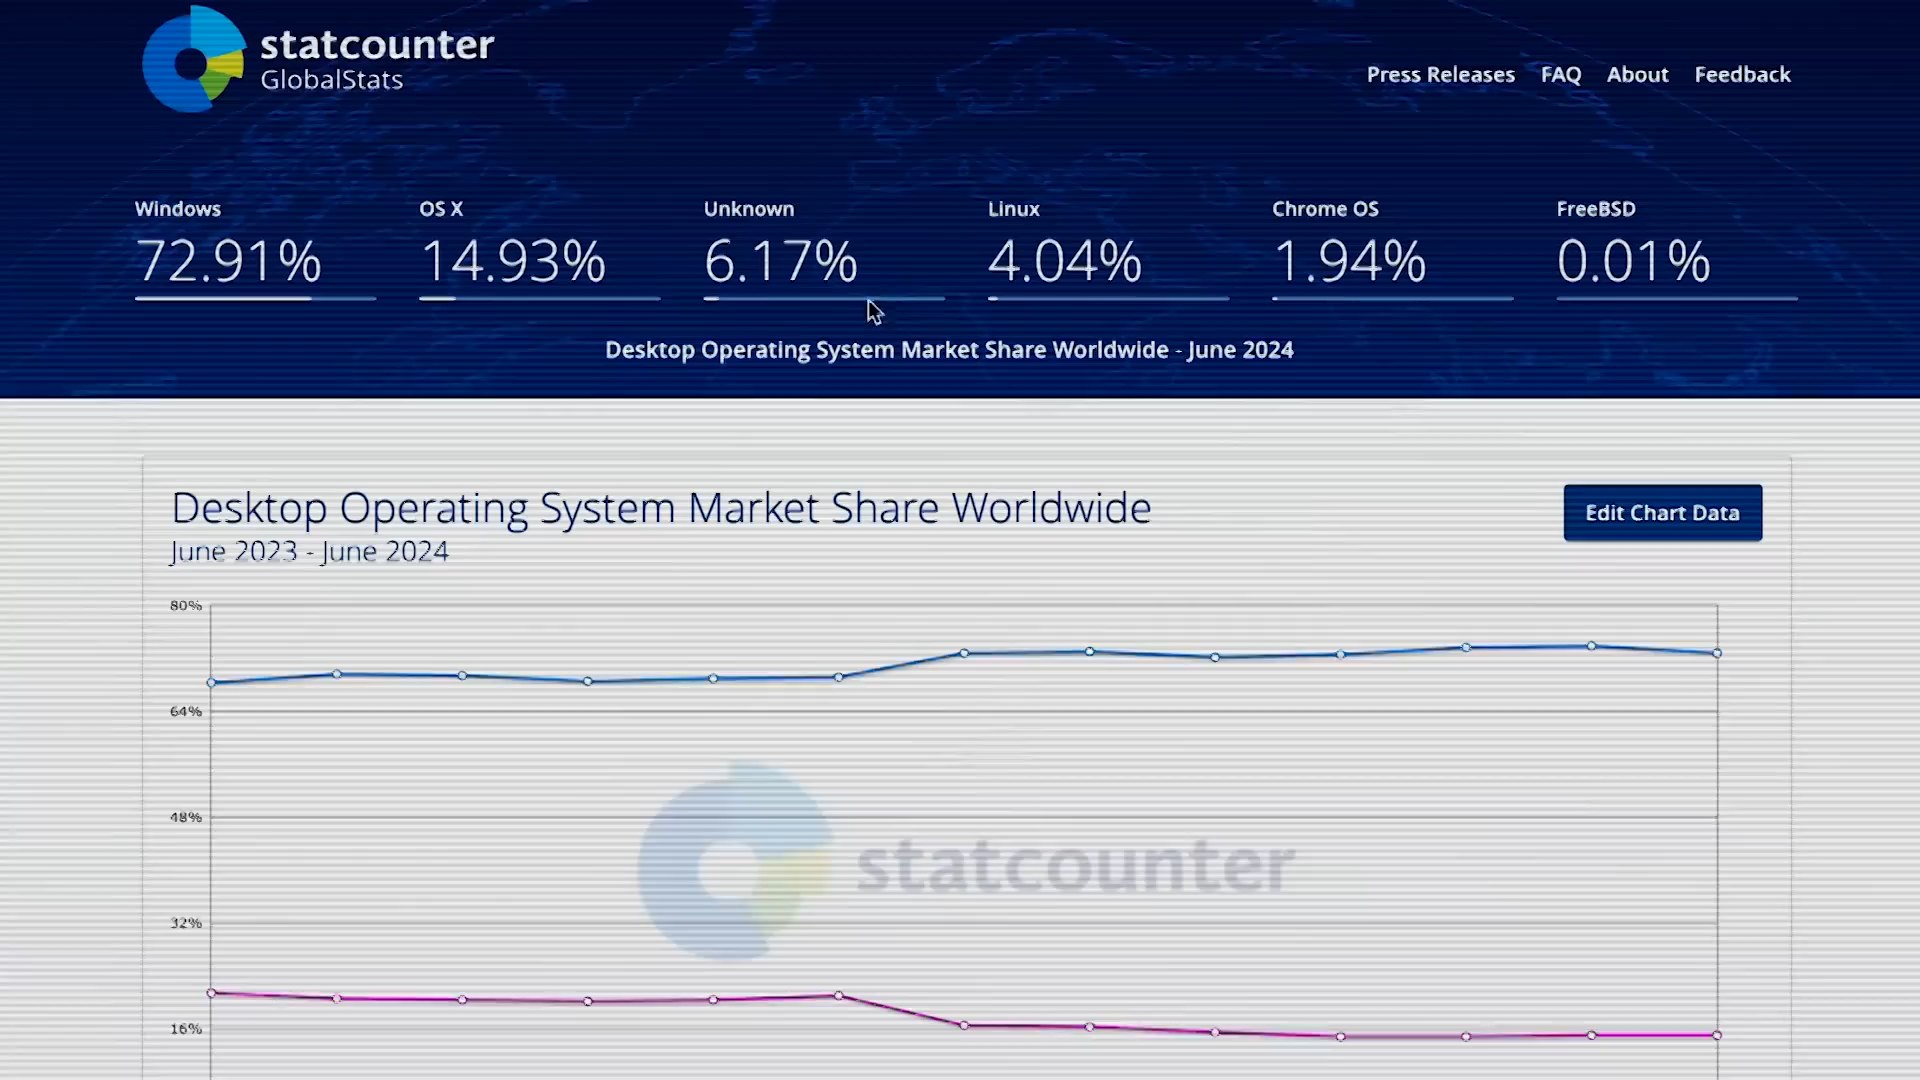 statcounter
GlobalStats
Press Releases FAQ About Feedback
Windows OS X Unknown Linux Chrome OS FreeBSD
72.91% 14.93% 6.17% 4.04% 1.94% 0.01%
Desktop Operating System Market Share Worldwide - June 2024
Desktop Operating System Market Share Worldwide
June 2023 - June 2024
Edit Chart Data
80%
64%
48%
statcounter
32%
16%